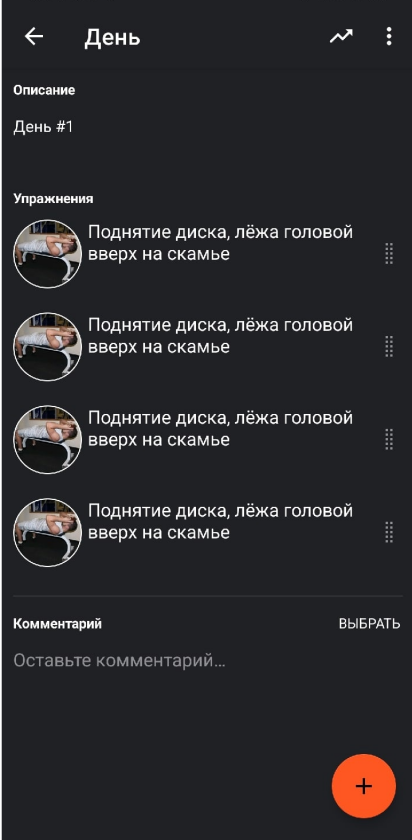 День
Описание
День #1
Упражнения
Поднятие диска, лёжа головой
вверх на скамье
Поднятие диска, лёжа головой
вверх на скамье
Поднятие диска, лёжа головой
вверх на скамье
Поднятие диска, лёжа головой
вверх на скамье
Комментарий
ВЫБРАТЬ
Оставьте комментарий...